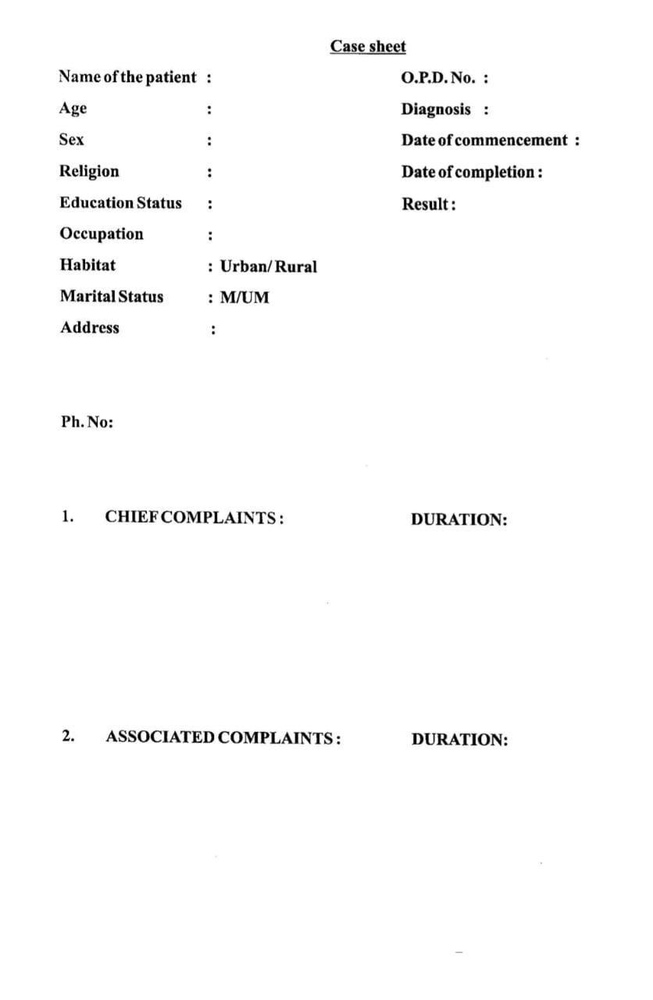 Case sheet
Name of the patient : O.P.D. No. :
Age : Diagnosis :
Sex : Date of commencement :
Religion : Date of completion :
Education Status : Result :
Occupation :
Habitat : Urban/ Rural
Marital Status : M/UM
Address :
Ph. No:
1. CHIEF COMPLAINTS : DURATION:
2. ASSOCIATED COMPLAINTS : DURATION: